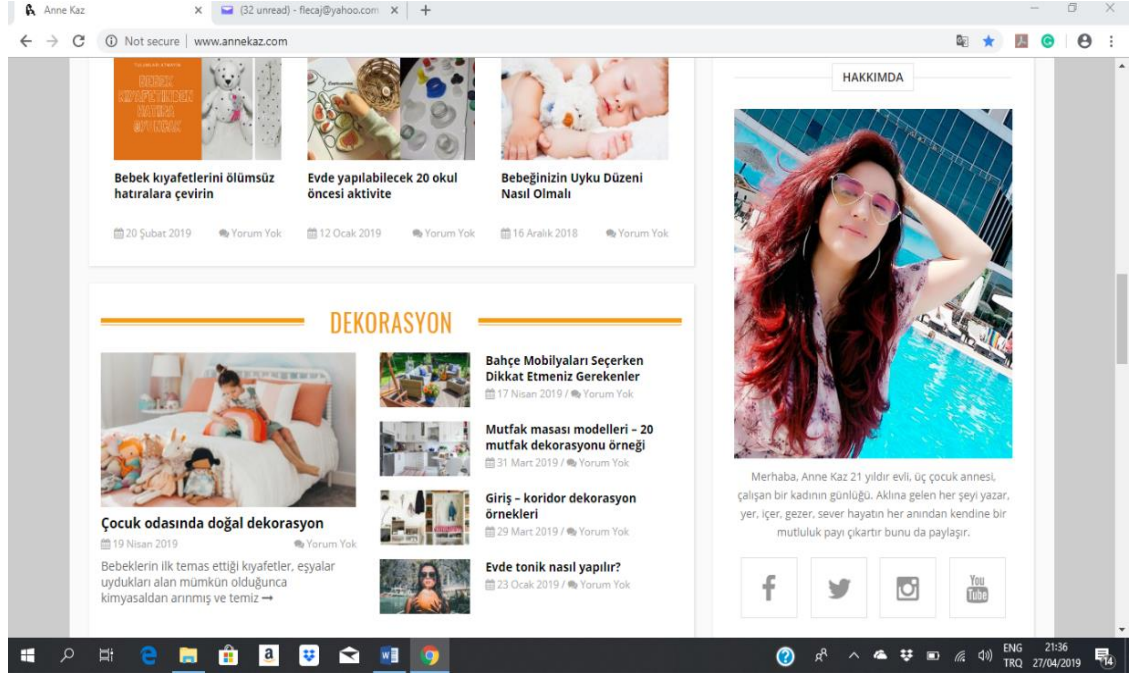 Anne Kaz
(32 unread) - flecaj@yahoo.com
Not secure | www.annekaz.com
BEBEK
KIYAFETLERİNDEN
HATIRA
OYUNCAK
Bebek kıyafetlerini ölümsüz
hatıralara çevirin
20 Şubat 2019 Yorum Yok
Evde yapılabilecek 20 okul
öncesi aktivite
12 Ocak 2019 Yorum Yok
Bebeğinizin Uyku Düzeni
Nasıl Olmalı
16 Aralık 2018 Yorum Yok
DEKORASYON
Çocuk odasında doğal dekorasyon
19 Nisan 2019 Yorum Yok
Bebeklerin ilk temas ettiği kıyafetler, eşyalar
uydukları alan mümkün olduğunca
kimyasaldan arınmış ve temiz ➞
Bahçe Mobilyaları Seçerken
Dikkat Etmeniz Gerekenler
17 Nisan 2019 / Yorum Yok
Mutfak masası modelleri – 20
mutfak dekorasyonu örneği
31 Mart 2019 / Yorum Yok
Giriş – koridor dekorasyon
örnekleri
29 Mart 2019 / Yorum Yok
Evde tonik nasıl yapılır?
23 Ocak 2019 / Yorum Yok
HAKKIMDA
Merhaba, Anne Kaz 21 yıldır evli, üç çocuk annesi,
çalışan bir kadının günlüğü. Aklına gelen her şeyi yazar,
yer, içer, gezer, sever hayatın her anından kendine bir
mutluluk payı çıkartır bunu da paylaşır.
You
Tube
ENG 21:36
TRQ 27/04/2019
14